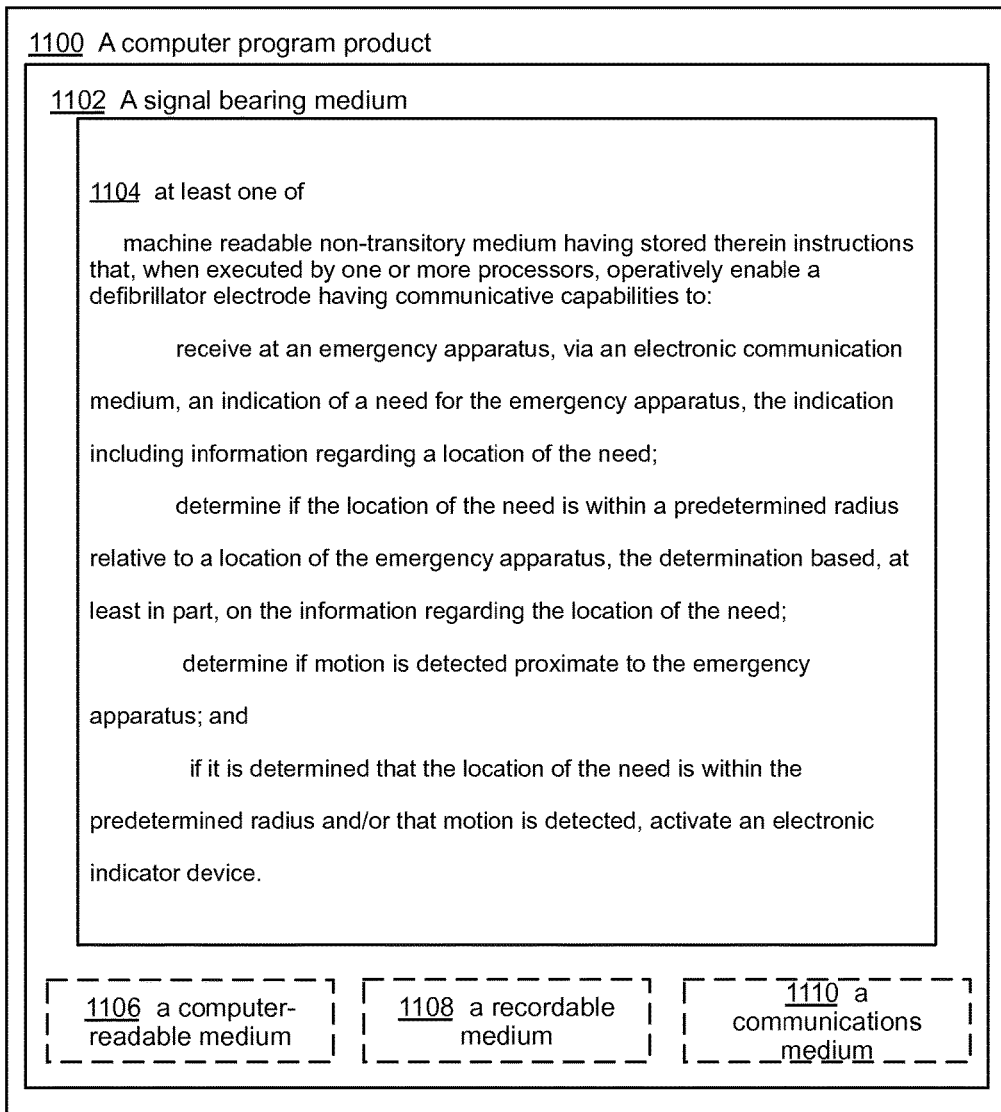 1100 A computer program product
1102 A signal bearing medium
1104 at least one of
machine readable non-transitory medium having stored therein instructions
that, when executed by one or more processors, operatively enable a
defibrillator electrode having communicative capabilities to:
receive at an emergency apparatus, via an electronic communication
medium, an indication of a need for the emergency apparatus, the indication
including information regarding a location of the need;
determine if the location of the need is within a predetermined radius
relative to a location of the emergency apparatus, the determination based, at
least in part, on the information regarding the location of the need;
determine if motion is detected proximate to the emergency
apparatus; and
if it is determined that the location of the need is within the
predetermined radius and/or that motion is detected, activate an electronic
indicator device.
1106 a computer-
readable medium
1108 a recordable
medium
1110 a
communications
medium